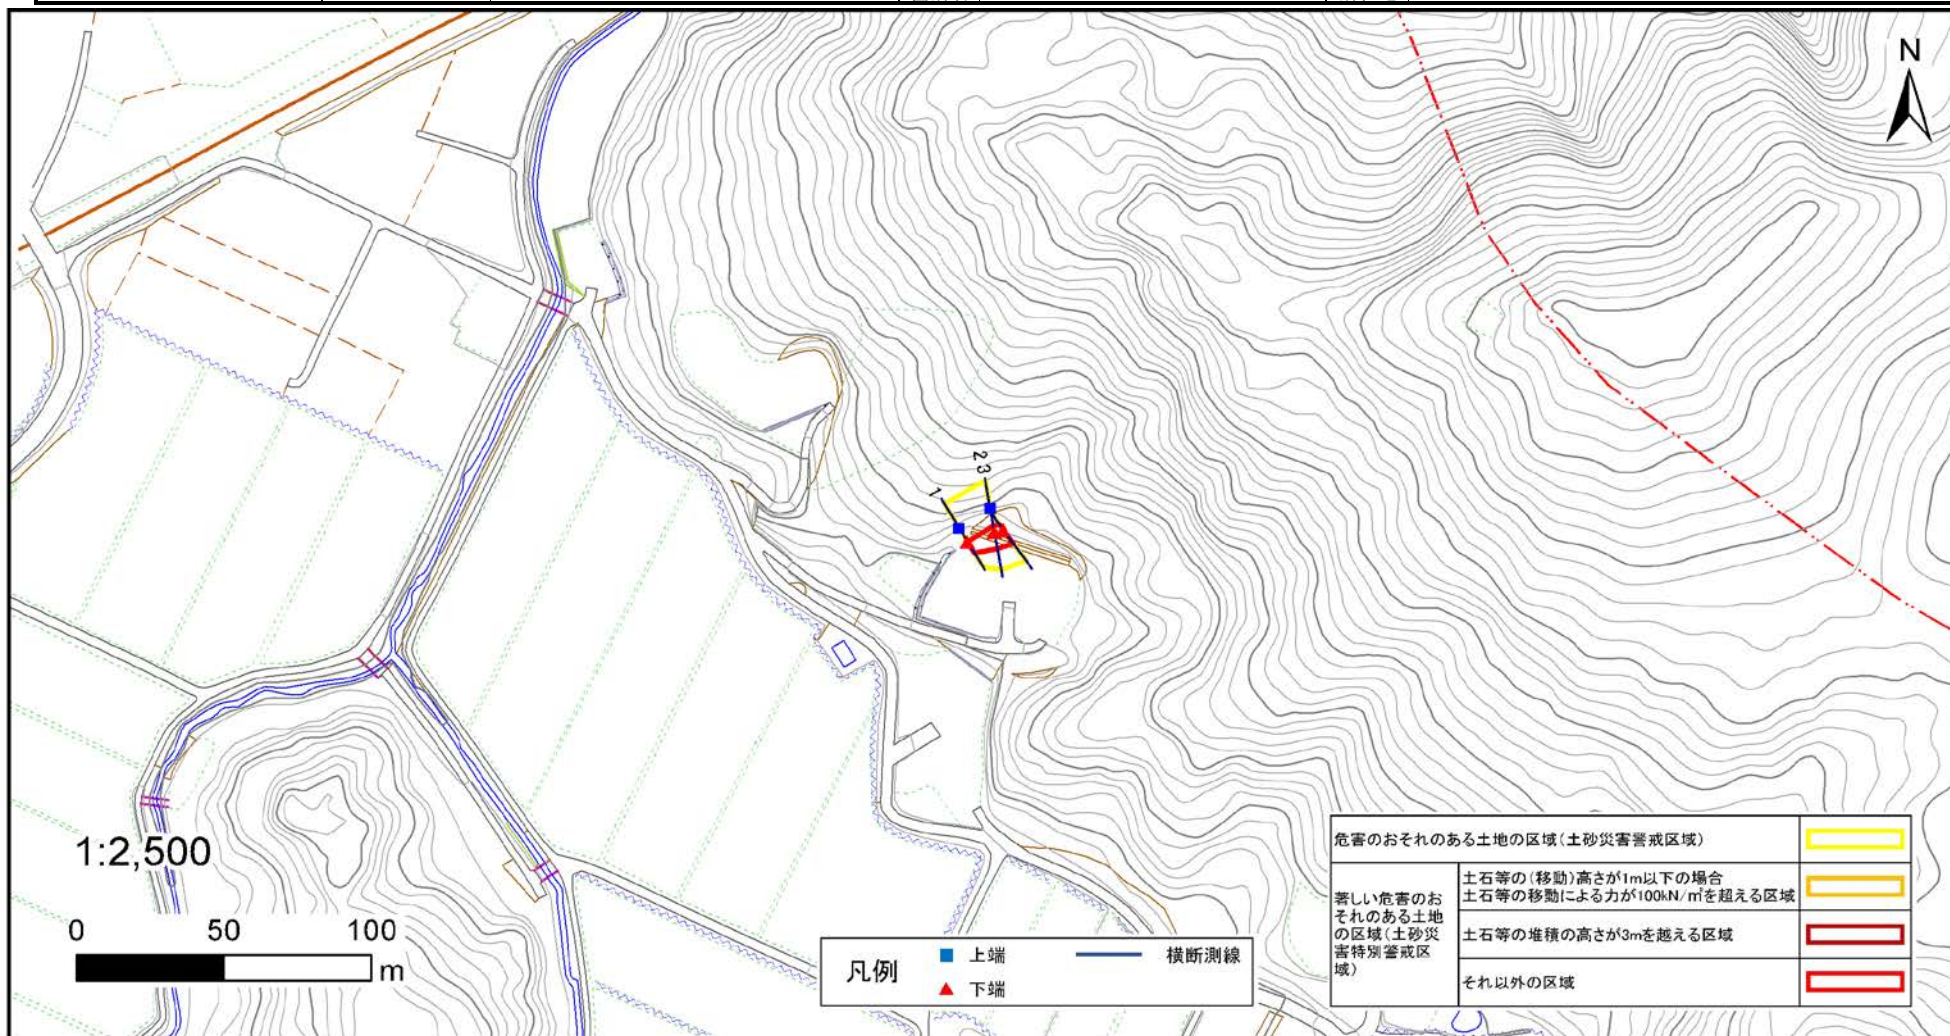 N
2 3
1
1:2,500
0 50 100
m
凡例
上端
横断測線
下端
危害のおそれのある土地の区域(土砂災害警戒区域)
著しい危害のお
それのある土地
の区域(土砂災
害特別警戒区
域)
土石等の(移動)高さが1m以下の場合
土石等の移動による力が100kN/㎡を超える区域
土石等の堆積の高さが3mを越える区域
それ以外の区域